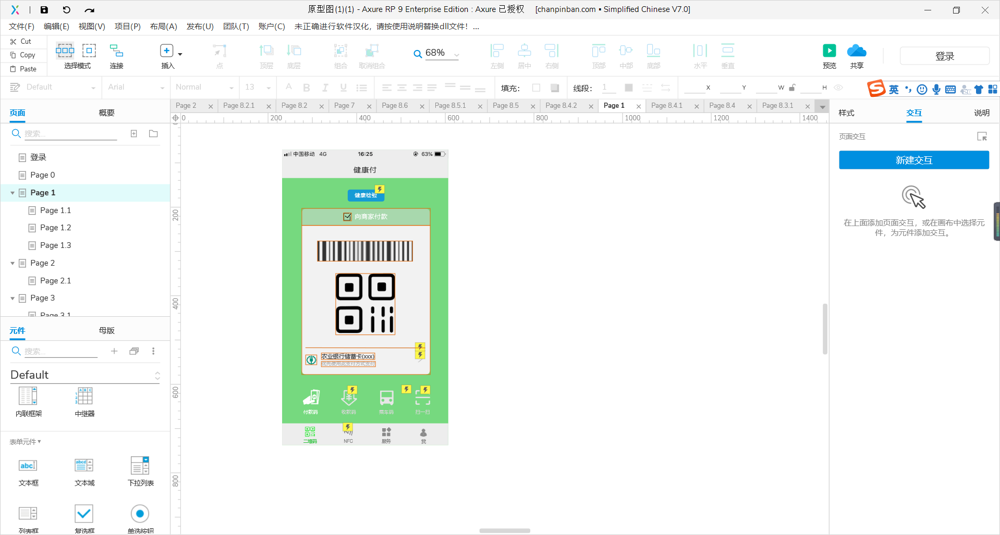 原型图(1)(1) - Axure RP 9 Enterprise Edition : Axure 已授权 [chanpinban.com ▪ Simplified Chinese V7.0]
文件(F) 编辑(E) 视图(V) 项目(P) 布局(A) 发布(U) 团队(T) 账户(C) 未正确进行软件汉化，请按使用说明替换dll文件！...
Cut
Copy
Paste
选择模式 连接 插入 点 顶层 底层 组合 取消组合 68% 左侧 居中 右侧 顶部 中部 底部 水平 垂直 预览 共享 登录
Default Arial Normal 13 填充： 线段： 1 X Y W H 英
页面 概要
Page 2 Page 8.2.1 Page 8.2 Page 7 Page 8.6 Page 8.5.1 Page 8.5 Page 8.4.2 Page 1 Page 8.4.1 Page 8.4 Page 8.3.1
样式 交互 说明
0 200 400 600 800 1000 1200 1400
搜索...
登录
Page 0
Page 1
Page 1.1
Page 1.2
Page 1.3
Page 2
Page 2.1
Page 3
Page 3.1
元件 母版
搜索...
Default
内联框架 中继器
表单元件
文本框 文本域 下拉列表
列表框 复选框 单选按钮
200
400
600
800
中国移动 4G 16:25 63%
健康付
健康检验
向商家付款
农业银行储蓄卡(xxx)
优先使用此支付方式支付
付款码 收款码 乘车码 扫一扫
二维码 NFC 服务 我
页面交互
新建交互
在上面添加页面交互，或在画布中选择元
件，为元件添加交互。